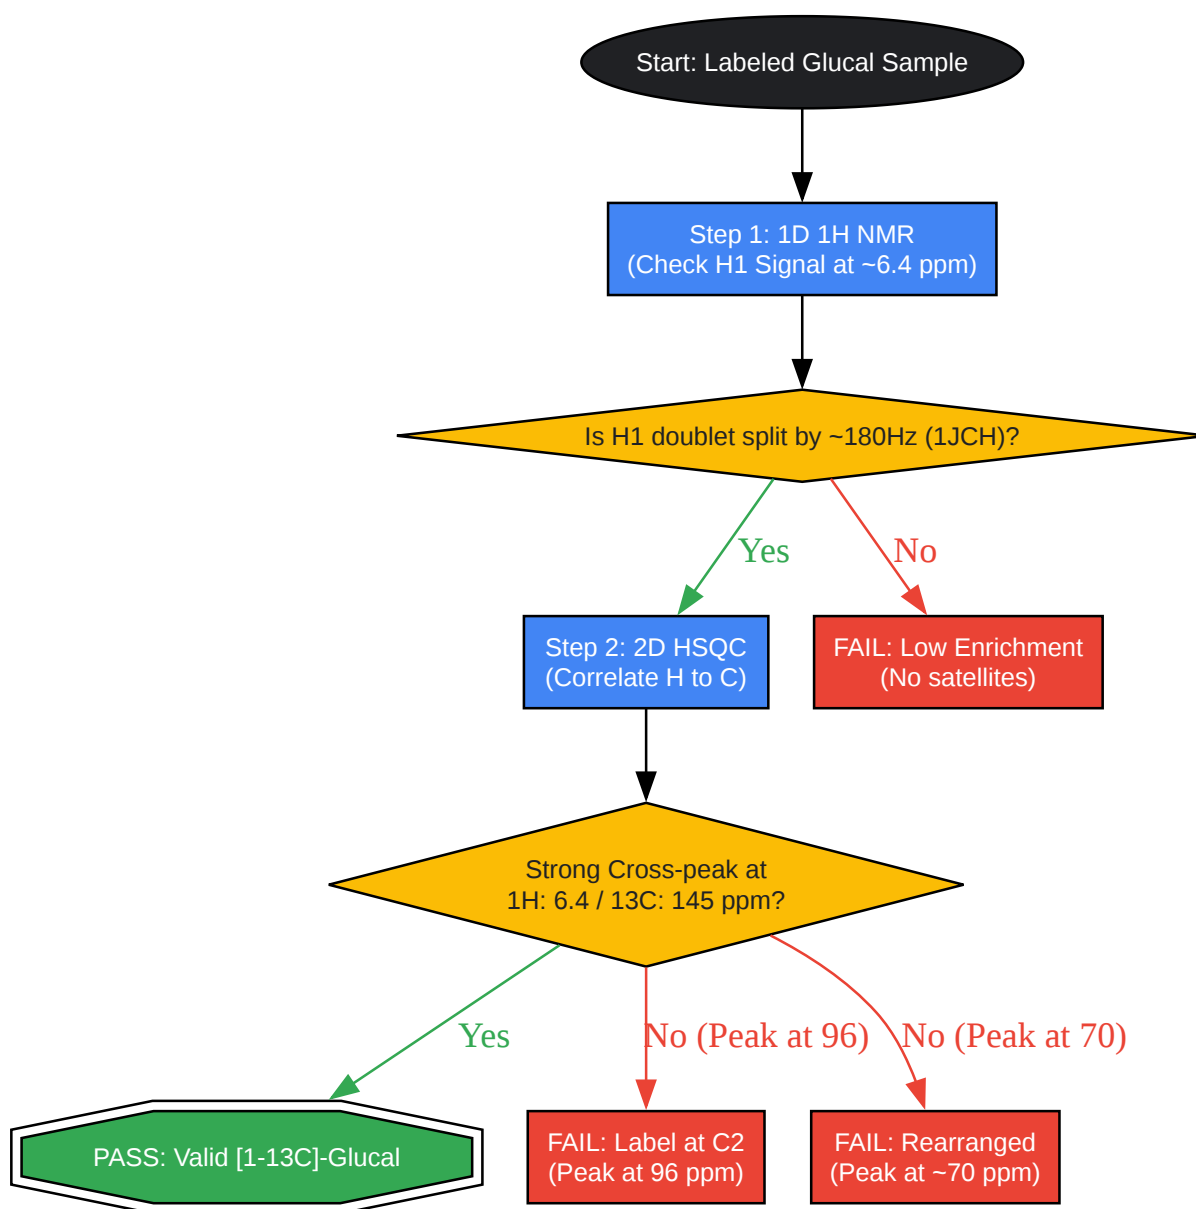 Start: Labeled Glucal Sample
Step 1: 1D 1H NMR
(Check H1 Signal at ~6.4 ppm)
Is H1 doublet split by ~180Hz (1JCH)?
Yes
No
Step 2: 2D HSQC
(Correlate H to C)
FAIL: Low Enrichment
(No satellites)
Strong Cross-peak at
1H: 6.4 / 13C: 145 ppm?
Yes
No (Peak at 96)
No (Peak at 70)
PASS: Valid [1-13C]-Glucal
FAIL: Label at C2
(Peak at 96 ppm)
FAIL: Rearranged
(Peak at ~70 ppm)